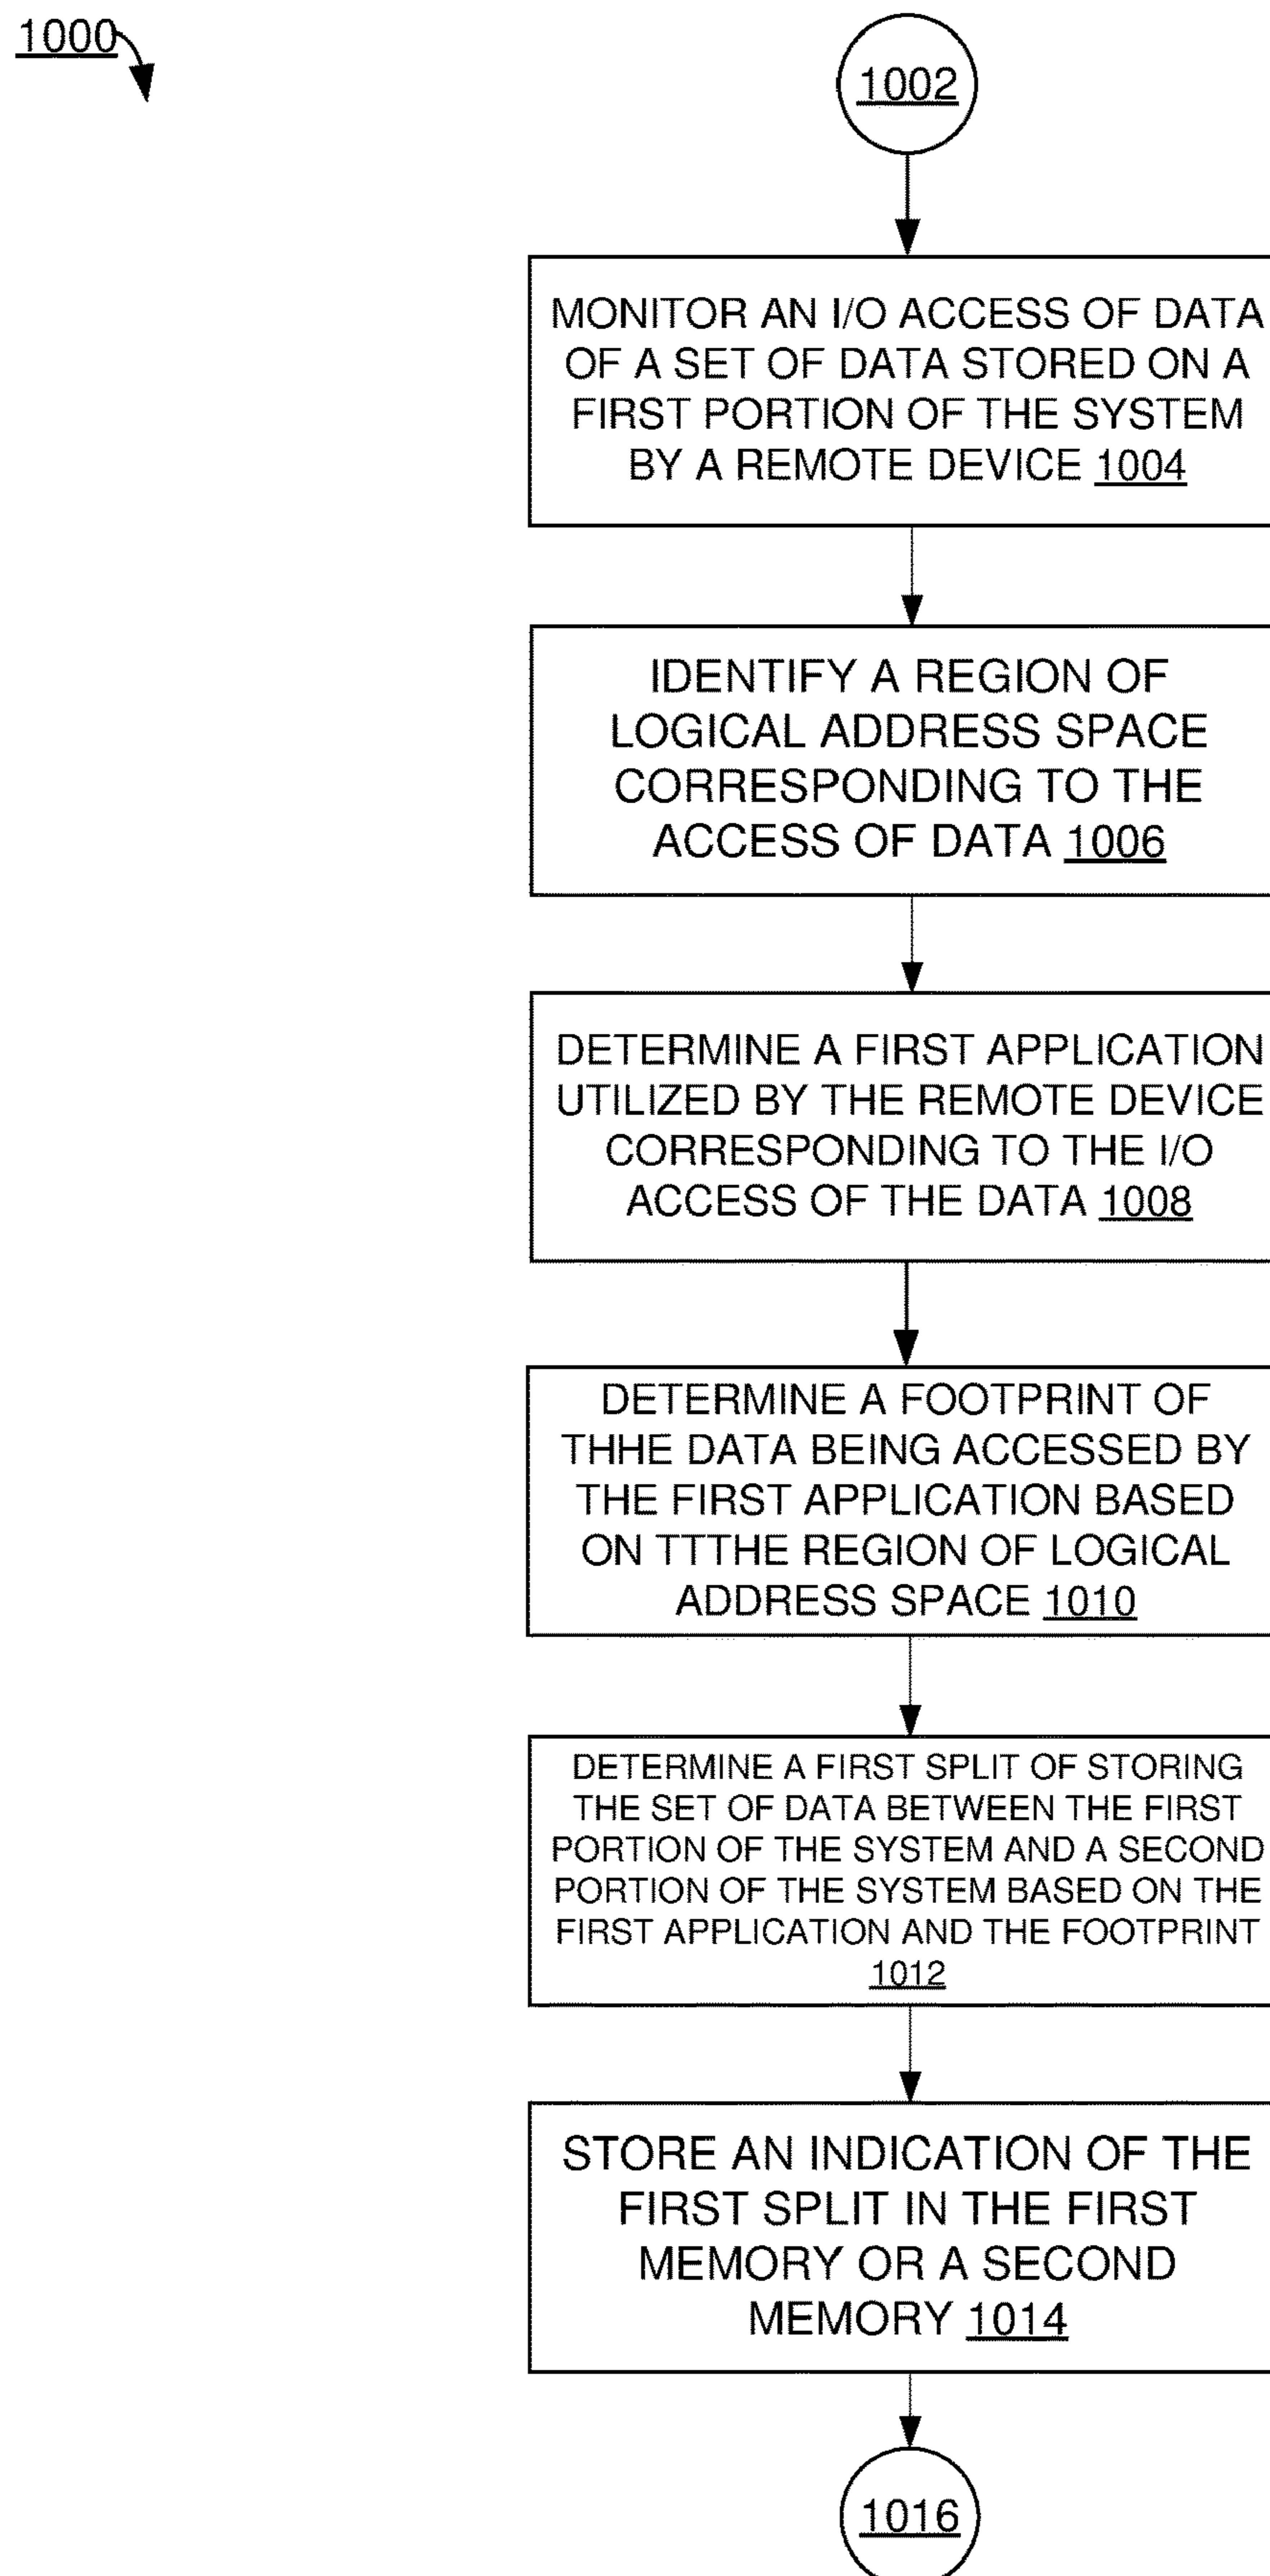 1000
1002
MONITOR AN I/O ACCESS OF DATA
OF A SET OF DATA STORED ON A
FIRST PORTION OF THE SYSTEM
BY A REMOTE DEVICE 1004
IDENTIFY A REGION OF
LOGICAL ADDRESS SPACE
CORRESPONDING TO THE
ACCESS OF DATA 1006
DETERMINE A FIRST APPLICATION
UTILIZED BY THE REMOTE DEVICE
CORRESPONDING TO THE I/O
ACCESS OF THE DATA 1008
DETERMINE A FOOTPRINT OF
THHE DATA BEING ACCESSED BY
THE FIRST APPLICATION BASED
ON TTTHE REGION OF LOGICAL
ADDRESS SPACE 1010
DETERMINE A FIRST SPLIT OF STORING
THE SET OF DATA BETWEEN THE FIRST
PORTION OF THE SYSTEM AND A SECOND
PORTION OF THE SYSTEM BASED ON THE
FIRST APPLICATION AND THE FOOTPRINT
1012
STORE AN INDICATION OF THE
FIRST SPLIT IN THE FIRST
MEMORY OR A SECOND
MEMORY 1014
1016